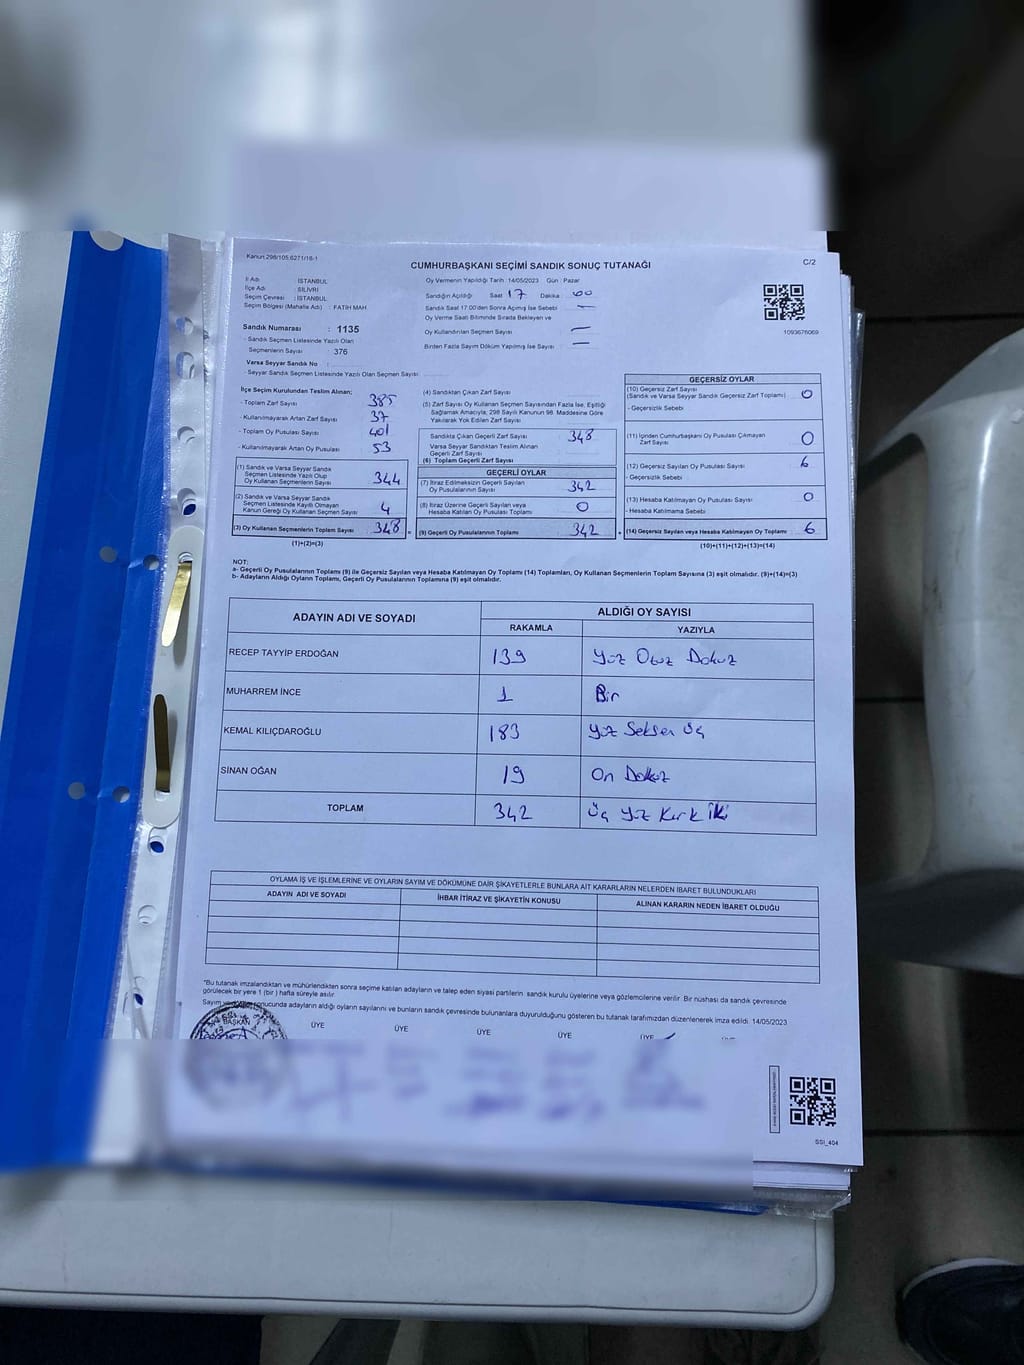 Kanun:298/105,6271/18-1
CUMHURBAŞKANI SEÇİMİ SANDIK SONUÇ TUTANAĞI
C/2
İl Adı : İSTANBUL
İlçe Adı : SİLİVRİ
Seçim Çevresi : İSTANBUL
Seçim Bölgesi (Mahalle Adı) : FATİH MAH
Sandık Numarası : 1135
- Sandık Seçmen Listesinde Yazılı Olan
Seçmenlerin Sayısı : 376
Varsa Seyyar Sandık No :
- Seyyar Sandık Seçmen Listesinde Yazılı Olan Seçmen Sayısı
Oy Vermenin Yapıldığı Tarih :14/05/2023 Gün : Pazar
Sandığın Açıldığı Saat 17 Dakika 00
Sandık Saat 17.00'den Sonra Açılmış İse Sebebi —
Oy Verme Saati Bitiminde Sırada Bekleyen ve
Oy Kullandırılan Seçmen Sayısı —
Birden Fazla Sayım Döküm Yapılmış İse Sayısı —
1093676069
İlçe Seçim Kurulundan Teslim Alınan;
- Toplam Zarf Sayısı 385
- Kullanılmayarak Artan Zarf Sayısı 37
- Toplam Oy Pusulası Sayısı 401
- Kullanılmayarak Artan Oy Pusulası 53
(1) Sandık ve Varsa Seyyar Sandık
Seçmen Listesinde Yazılı Olup
Oy Kullanan Seçmenlerin Sayısı 344
(2) Sandık ve Varsa Seyyar Sandık
Seçmen Listesinde Kayıtlı Olmayan
Kanun Gereği Oy Kullanan Seçmen Sayısı 4
(3) Oy Kullanan Seçmenlerin Toplam Sayısı 348 =
(1)+(2)=(3)
(4) Sandıktan Çıkan Zarf Sayısı
(5) Zarf Sayısı Oy Kullanan Seçmen Sayısından Fazla İse, Eşitliği
Sağlamak Amacıyla, 298 Sayılı Kanunun 98. Maddesine Göre
Yakılarak Yok Edilen Zarf Sayısı
Sandıkta Çıkan Geçerli Zarf Sayısı 348
Varsa Seyyar Sandıktan Teslim Alınan
Geçerli Zarf Sayısı
(6) Toplam Geçerli Zarf Sayısı
GEÇERLİ OYLAR
(7) İtiraz Edilmeksizin Geçerli Sayılan
Oy Pusulalarının Sayısı 342
(8) İtiraz Üzerine Geçerli Sayılan veya
Hesaba Katılan Oy Pusulalarının Toplamı 0
(9) Geçerli Oy Pusulalarının Toplamı 342 +
GEÇERSİZ OYLAR
(10) Geçersiz Zarf Sayısı
(Sandık ve Varsa Seyyar Sandık Geçersiz Zarf Toplamı) 0
- Geçersizlik Sebebi
(11) İçinden Cumhurbaşkanı Oy Pusulası Çıkmayan
Zarf Sayısı 0
(12) Geçersiz Sayılan Oy Pusulası Sayısı 6
- Geçersizlik Sebebi
(13) Hesaba Katılmayan Oy Pusulası Sayısı 0
- Hesaba Katılmama Sebebi
(14) Geçersiz Sayılan veya Hesaba Katılmayan Oy Toplamı 6
(10)+(11)+(12)+(13)=(14)
NOT:
a- Geçerli Oy Pusulalarının Toplamı (9) ile Geçersiz Sayılan veya Hesaba Katılmayan Oy Toplamı (14) Toplamları, Oy Kullanan Seçmenlerin Toplam Sayısına (3) eşit olmalıdır. (9)+(14)=(3)
b- Adayların Aldığı Oyların Toplamı, Geçerli Oy Pusulalarının Toplamına (9) eşit olmalıdır.
ADAYIN ADI VE SOYADI ALDIĞI OY SAYISI
RAKAMLA YAZIYLA
RECEP TAYYİP ERDOĞAN 139 Yüz Otuz Dokuz
MUHARREM İNCE 1 Bir
KEMAL KILIÇDAROĞLU 183 Yüz Seksen üç
SİNAN OĞAN 19 On Dokuz
TOPLAM 342 üç yüz Kırk İki
OYLAMA İŞ VE İŞLEMLERİNE VE OYLARIN SAYIM VE DÖKÜMÜNE DAİR ŞİKAYETLERLE BUNLARA AİT KARARLARIN NELERDEN İBARET BULUNDUKLARI
ADAYIN ADI VE SOYADI İHBAR İTİRAZ VE ŞİKAYETİN KONUSU ALINAN KARARIN NEDEN İBARET OLDUĞU
"Bu tutanak imzalandıktan ve mühürlendikten sonra seçime katılan adayların ve talep eden siyasi partilerin sandık kurulu üyelerine veya gözlemcilerine verilir. Bir nüshası da sandık çevresinde
görülecek bir yere 1 (bir ) hafta süreyle asılır.
Sayım ve sonucunda adayların aldığı oyların sayılarını ve bunların sandık çevresinde bulunanlara duyurulduğunu gösteren bu tutanak tarafımızdan düzenlenerek imza edildi. 14/05/2023
BAŞKAN ÜYE ÜYE ÜYE ÜYE ÜYE
SSI_404